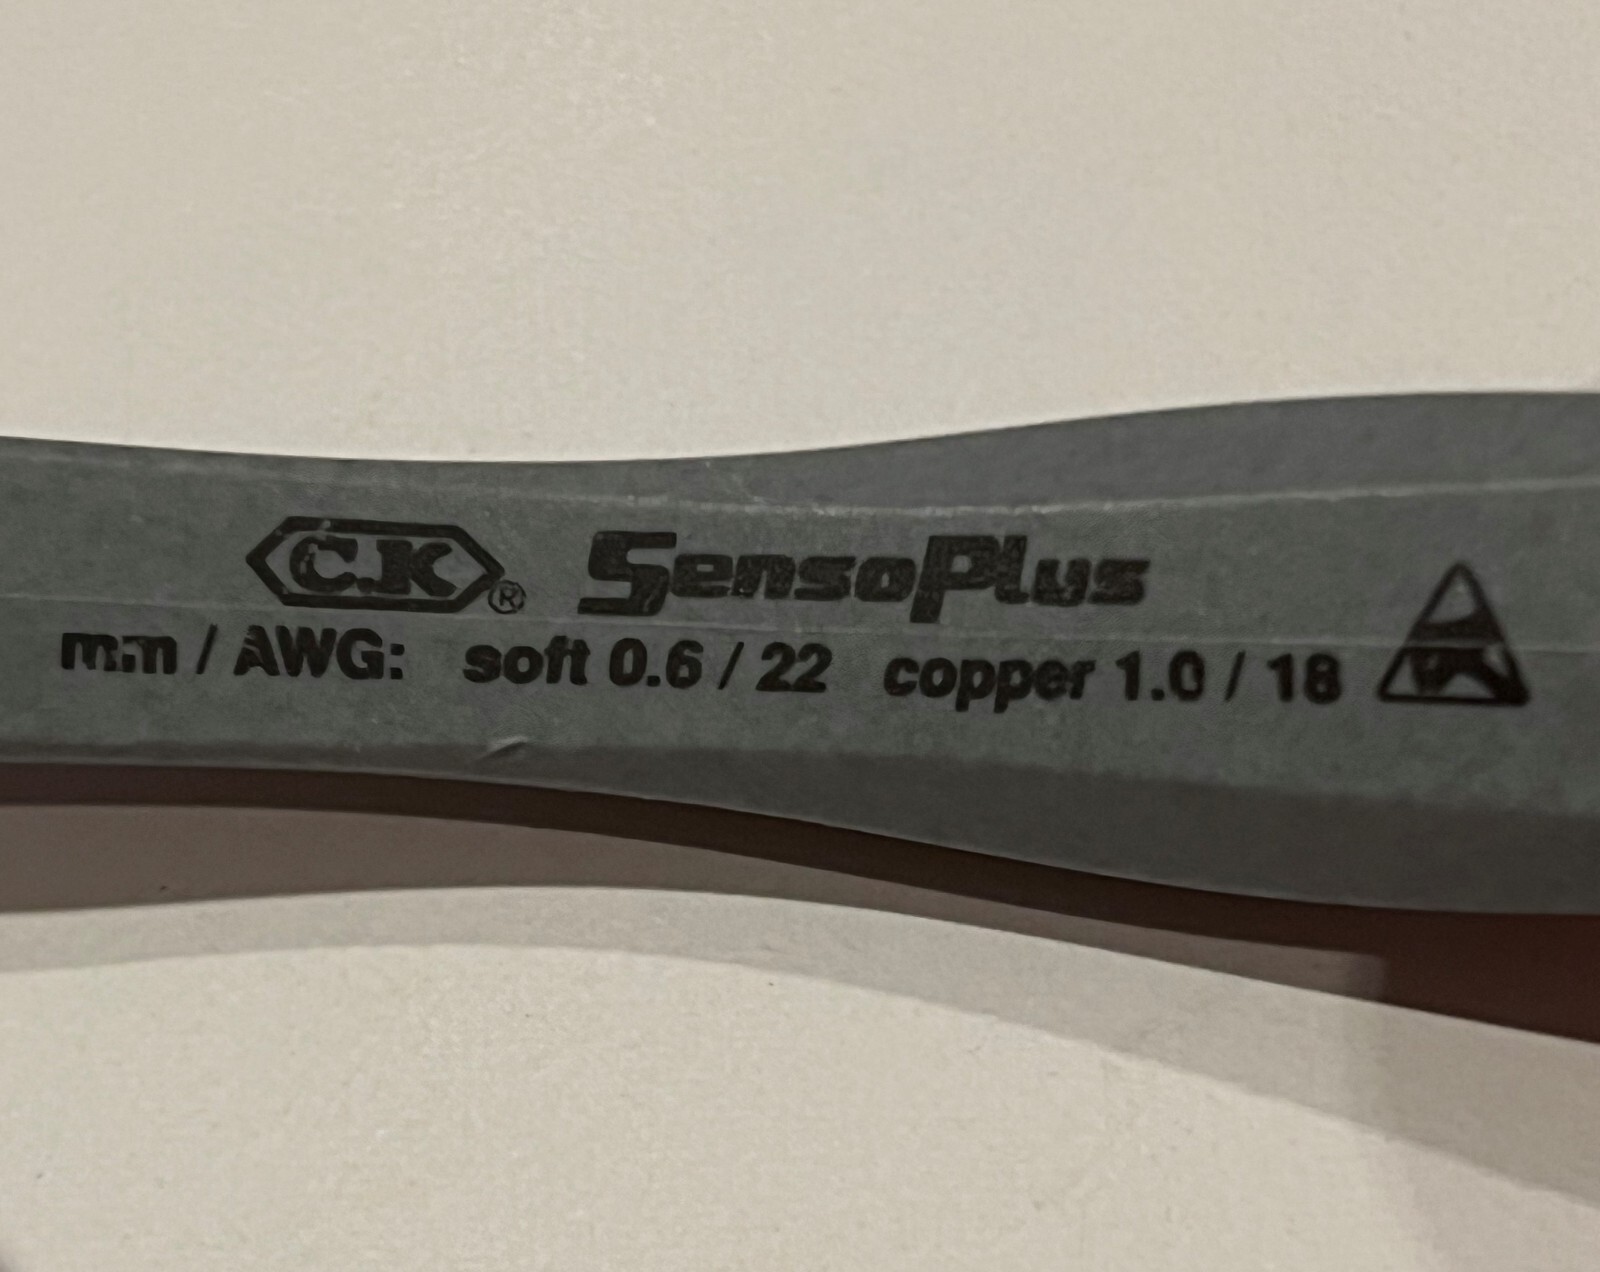 C.K® SensoPlus
mm / AWG: soft 0.6 / 22 copper 1.0 / 18